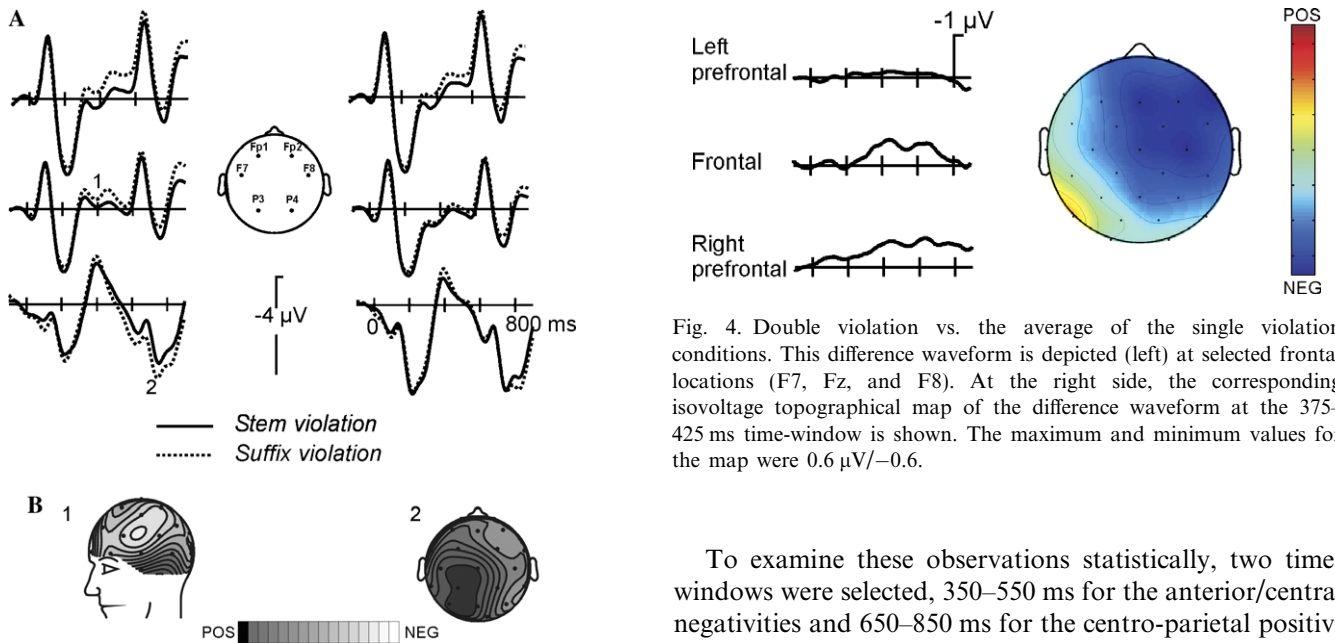 A
1
Fp1 Fp2
F7 F8
P3 P4
-4 µV
0 800 ms
2
Stem violation
Suffix violation
B 1 2
POS NEG
-1 µV
Left
prefrontal
Frontal
Right
prefrontal
POS
NEG
Fig. 4. Double violation vs. the average of the single violation
conditions. This difference waveform is depicted (left) at selected fronta
locations (F7, Fz, and F8). At the right side, the corresponding
isovoltage topographical map of the difference waveform at the 375–
425 ms time-window is shown. The maximum and minimum values for
the map were 0.6 µV/−0.6.
To examine these observations statistically, two time
windows were selected, 350–550 ms for the anterior/centra
negativities and 650–850 ms for the centro-parietal positiv